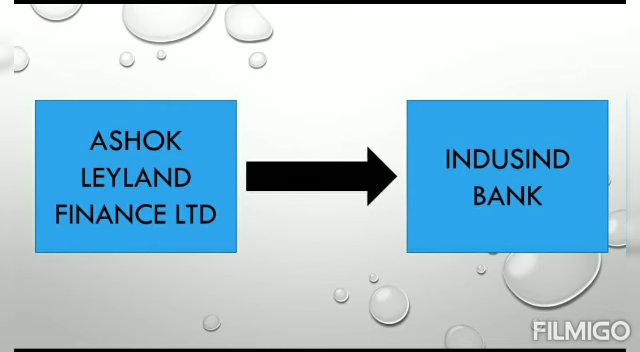 ASHOK
LEYLAND
FINANCE LTD
INDUSIND
BANK
FILMIGO